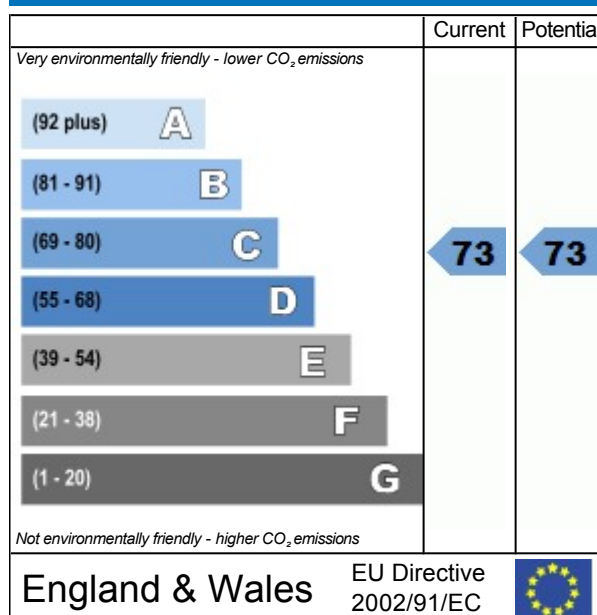 Current Potentia
Very environmentally friendly - lower CO₂ emissions
(92 plus) A
(81 - 91) B
(69 - 80) C 73 73
(55 - 68) D
(39 - 54) E
(21 - 38) F
(1 - 20) G
Not environmentally friendly - higher CO₂ emissions
England & Wales EU Directive
2002/91/EC